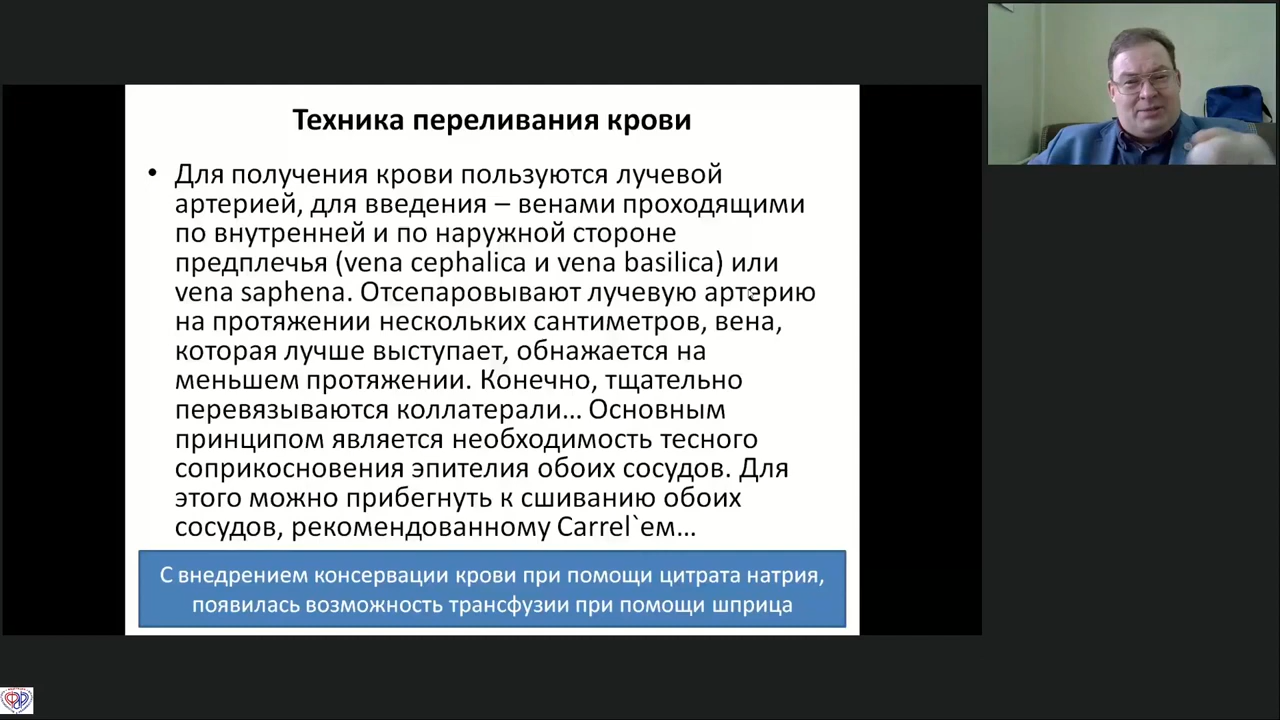 Техника переливания крови
• Для получения крови пользуются лучевой
артерией, для введения – венами проходящими
по внутренней и по наружной стороне
предплечья (vena cephalica и vena basilica) или
vena saphena. Отсепаровывают лучевую артерию
на протяжении нескольких сантиметров, вена,
которая лучше выступает, обнажается на
меньшем протяжении. Конечно, тщательно
перевязываются коллатерали... Основным
принципом является необходимость тесного
соприкосновения эпителия обоих сосудов. Для
этого можно прибегнуть к сшиванию обоих
сосудов, рекомендованному Carrel`ем...
С внедрением консервации крови при помощи цитрата натрия,
появилась возможность трансфузии при помощи шприца